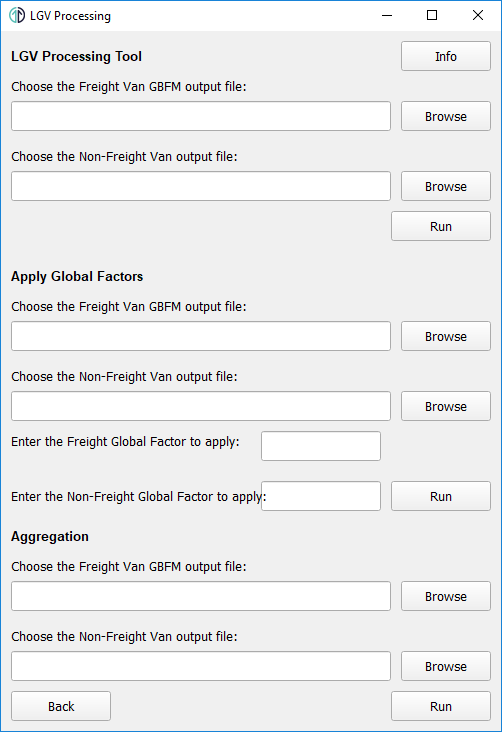 LGV Processing
LGV Processing Tool
Info
Choose the Freight Van GBFM output file:
Browse
Choose the Non-Freight Van output file:
Browse
Run
Apply Global Factors
Choose the Freight Van GBFM output file:
Browse
Choose the Non-Freight Van output file:
Browse
Enter the Freight Global Factor to apply:
Enter the Non-Freight Global Factor to apply:
Run
Aggregation
Choose the Freight Van GBFM output file:
Browse
Choose the Non-Freight Van output file:
Browse
Back
Run